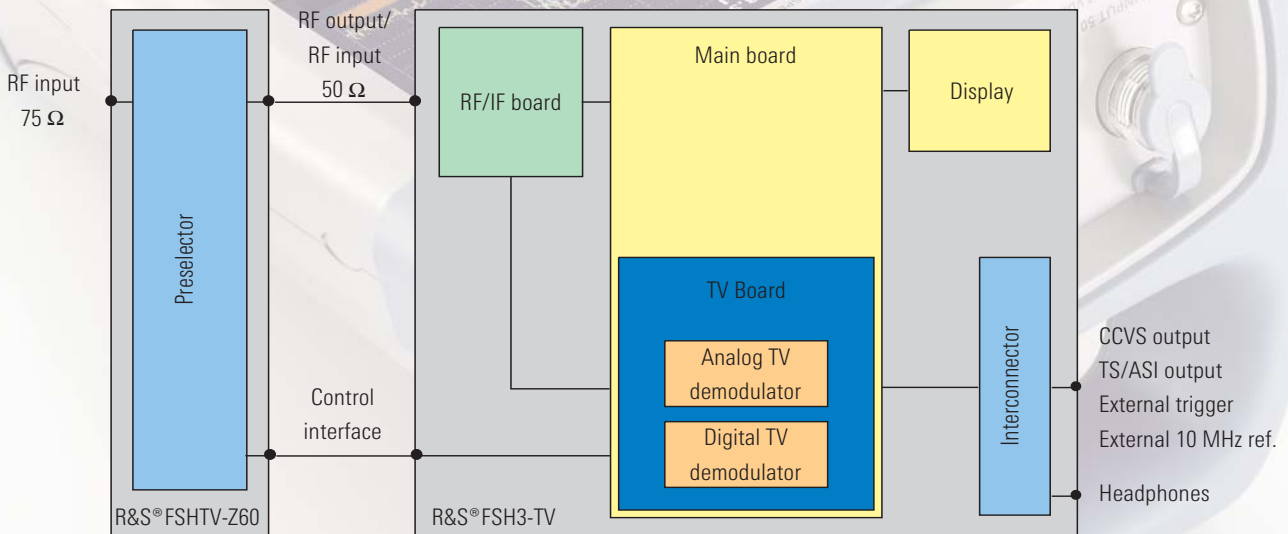 RF input
75 Ω
Preselector
R&S®FSHTV-Z60
RF output/
RF input
50 Ω
Control
interface
RF/IF board
Main board
Display
TV Board
Analog TV
demodulator
Digital TV
demodulator
Interconnector
R&S®FSH3-TV
CCVS output
TS/ASI output
External trigger
External 10 MHz ref.
Headphones